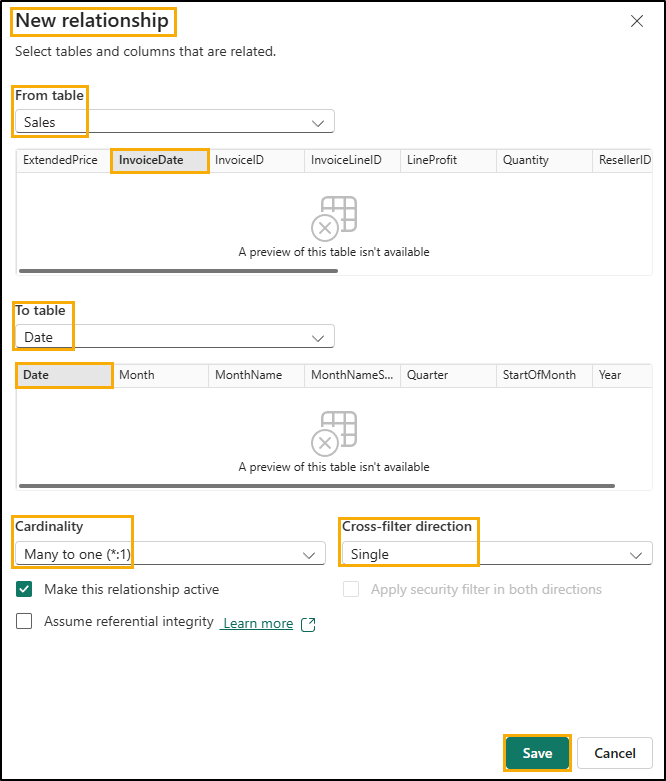 New relationship
Select tables and columns that are related.
From table
Sales
ExtendedPrice InvoiceDate InvoiceID InvoiceLineID LineProfit Quantity ResellerID
A preview of this table isn't available
To table
Date
Date Month MonthName MonthNameS... Quarter StartOfMonth Year
A preview of this table isn't available
Cardinality Cross-filter direction
Many to one (*:1) Single
Make this relationship active Apply security filter in both directions
Assume referential integrity Learn more
Save Cancel